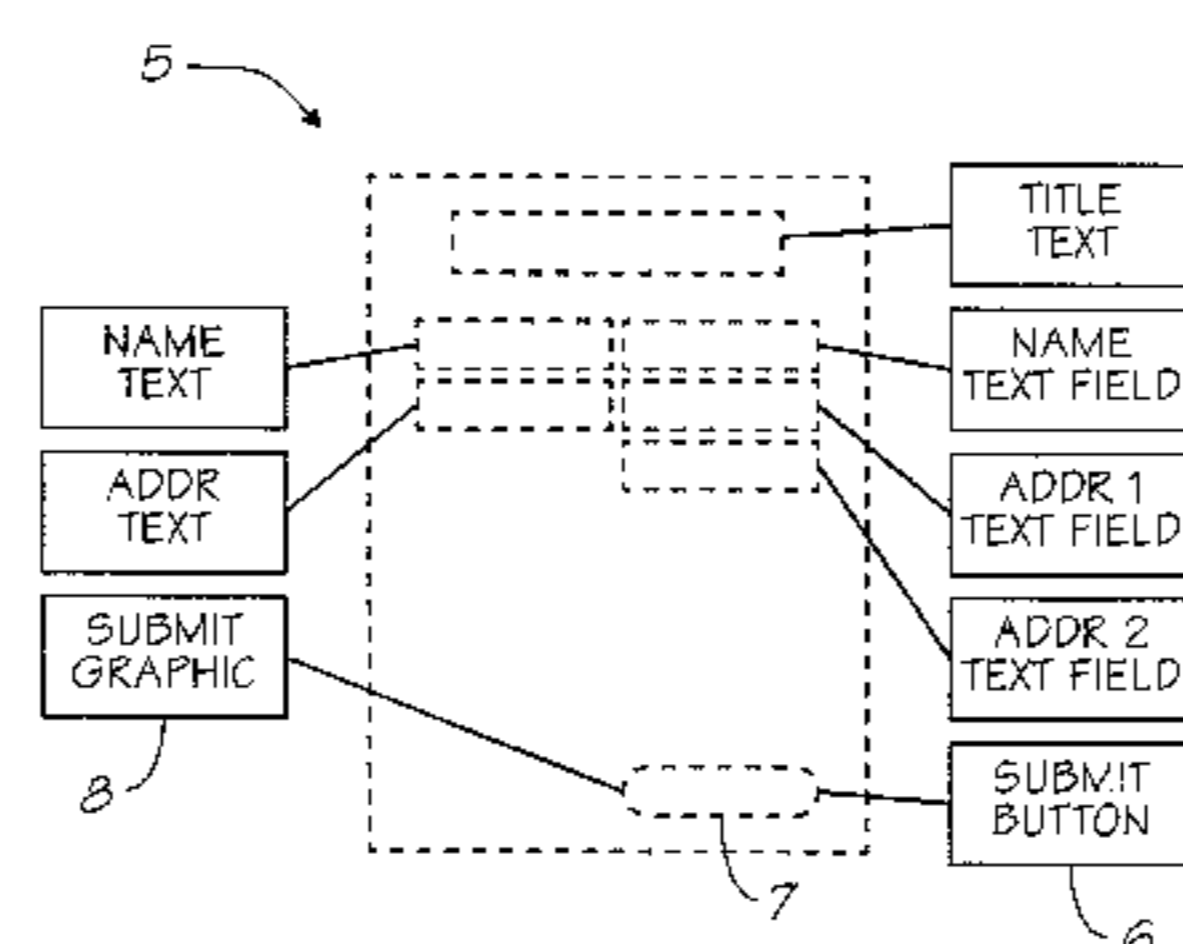 5
TITLE
TEXT
NAME
TEXT
NAME
TEXT FIELD
ADDR
TEXT
ADDR 1
TEXT FIELD
SUBMIT
GRAPHIC
ADDR 2
TEXT FIELD
SUBMIT
BUTTON
8
7
6